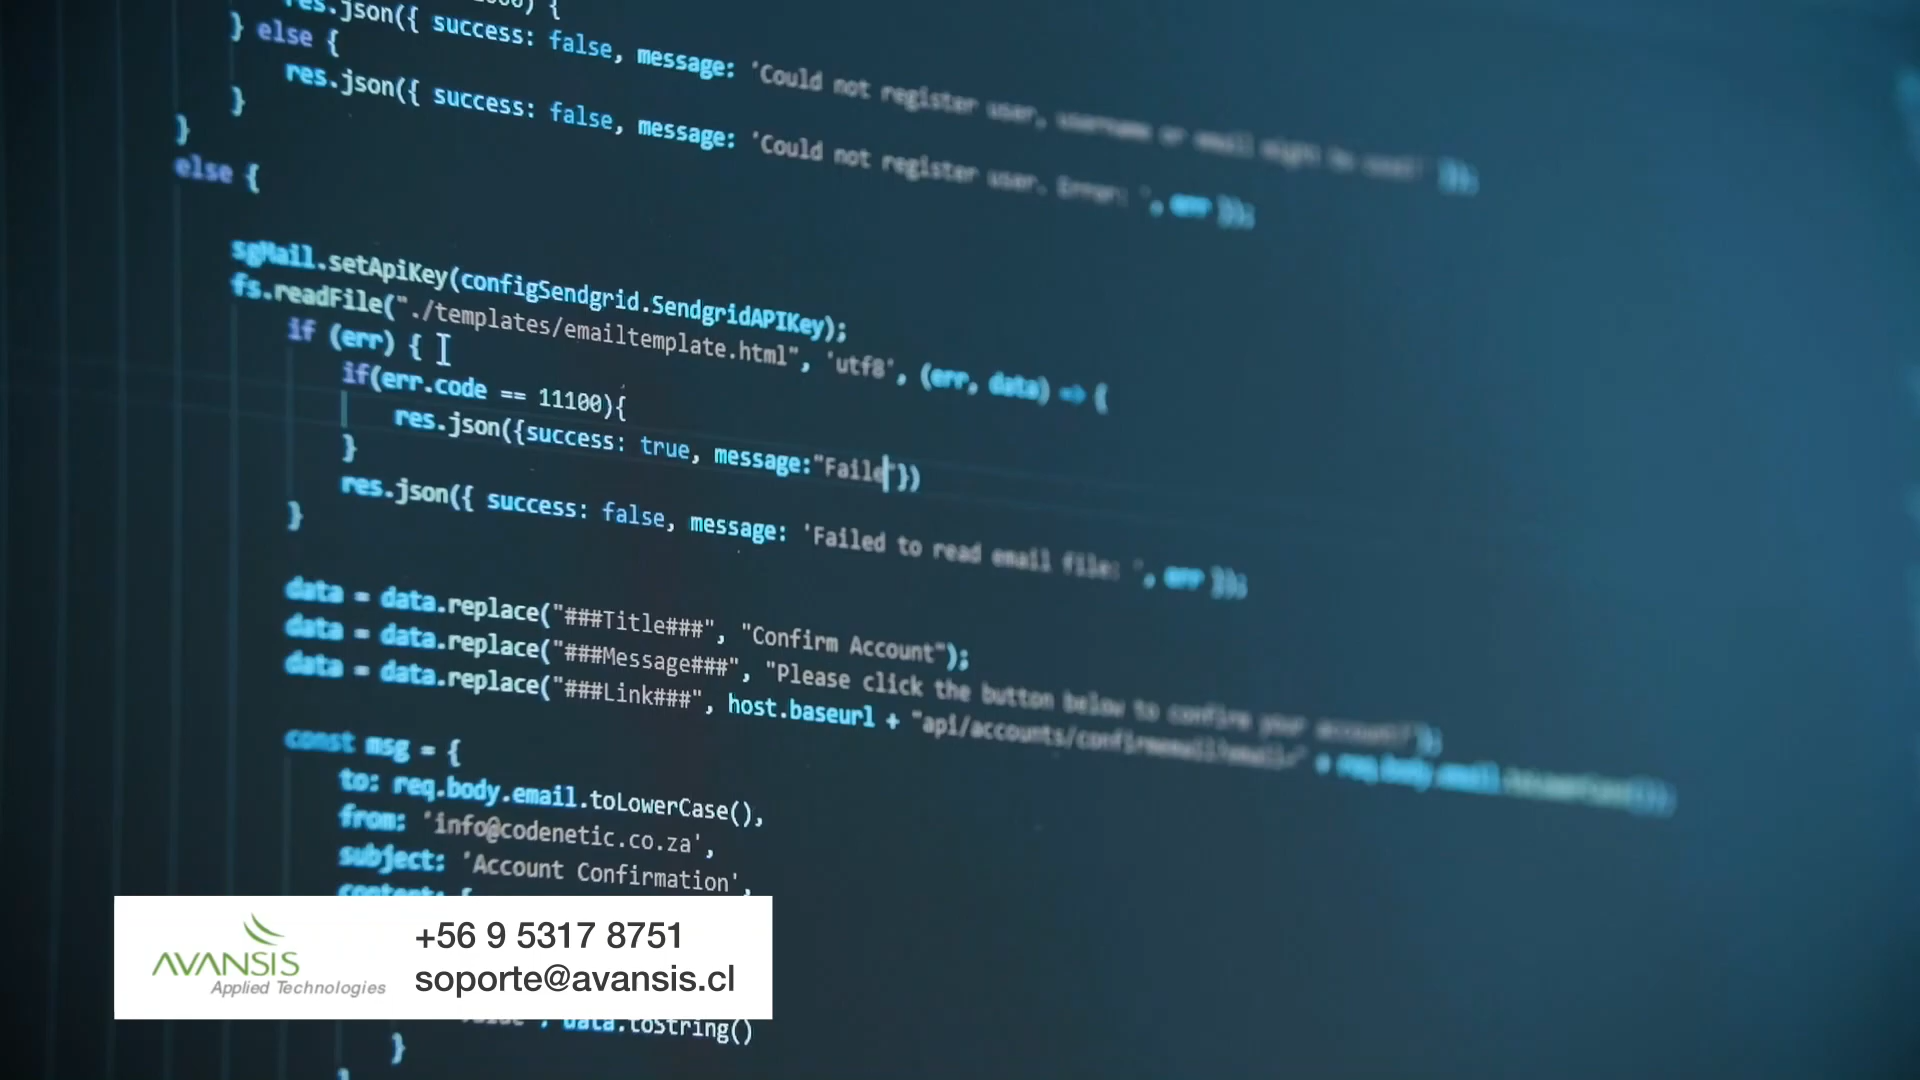 res.json({ success: false, message: 'Could not register user, username or email might be used' });
} else {
res.json({ success: false, message: 'Could not register user. Error: ', err });
}
}
else {
sgMail.setApiKey(configSendgrid.SendgridAPIKey);
fs.readFile("./templates/emailtemplate.html", 'utf8', (err, data) => {
if (err) {
if(err.code == 11100){
res.json({success: true, message:"Faile"})
}
res.json({ success: false, message: 'Failed to read email file: ', err });
}
data = data.replace("###Title###", "Confirm Account");
data = data.replace("###Message###", "Please click the button below to confirm your account!");
data = data.replace("###Link###", host.baseurl + "api/accounts/confirmemail?email=" + req.body.email.toLowerCase());
const msg = {
to: req.body.email.toLowerCase(),
from: 'info@codenetic.co.za',
subject: 'Account Confirmation',
AVANSIS
Applied Technologies
+56 9 5317 8751
soporte@avansis.cl
data.toString()
}